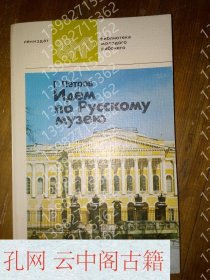 ЛЕНИЗДАТ
библиотека
молодого
рабочего
Г. Петров
Идем
по Русскому
музею
孔网 云中阁古籍